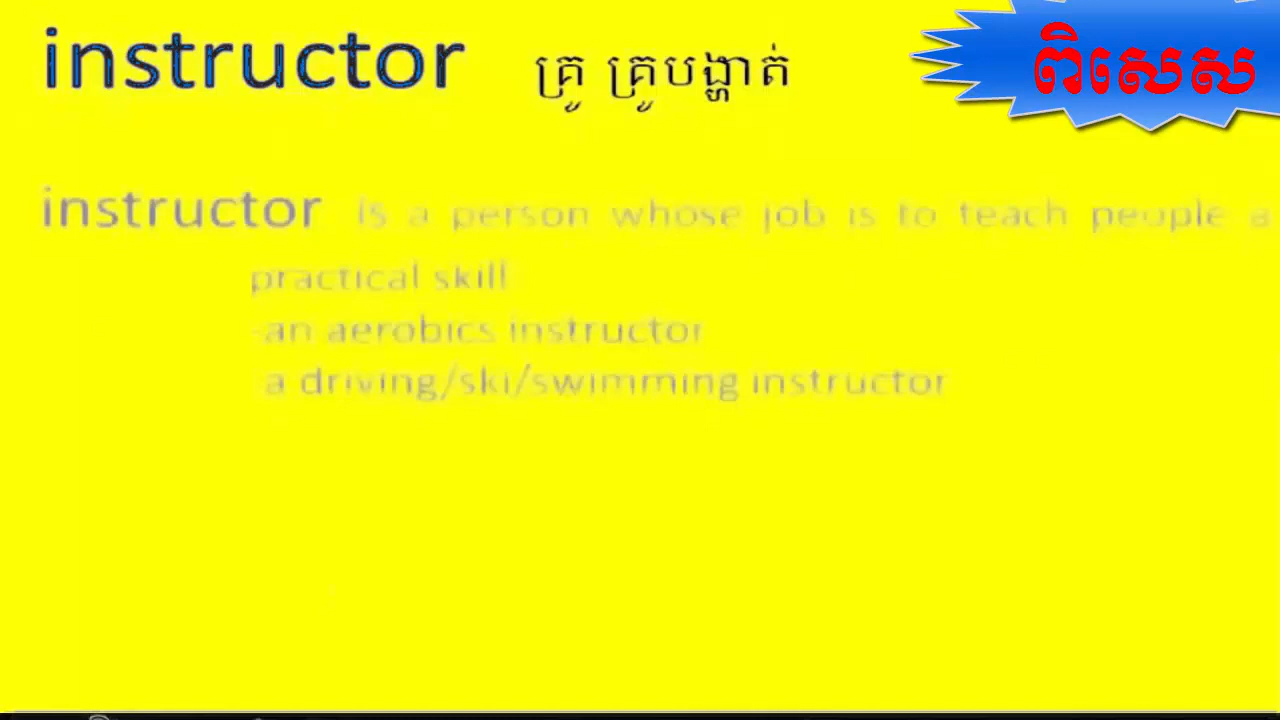 instructor គ្រូ គ្រូបង្ហាត់
ពិសេស
instructor is a person whose job is to teach people a
practical skill
-an aerobics instructor
-a driving/ski/swimming instructor